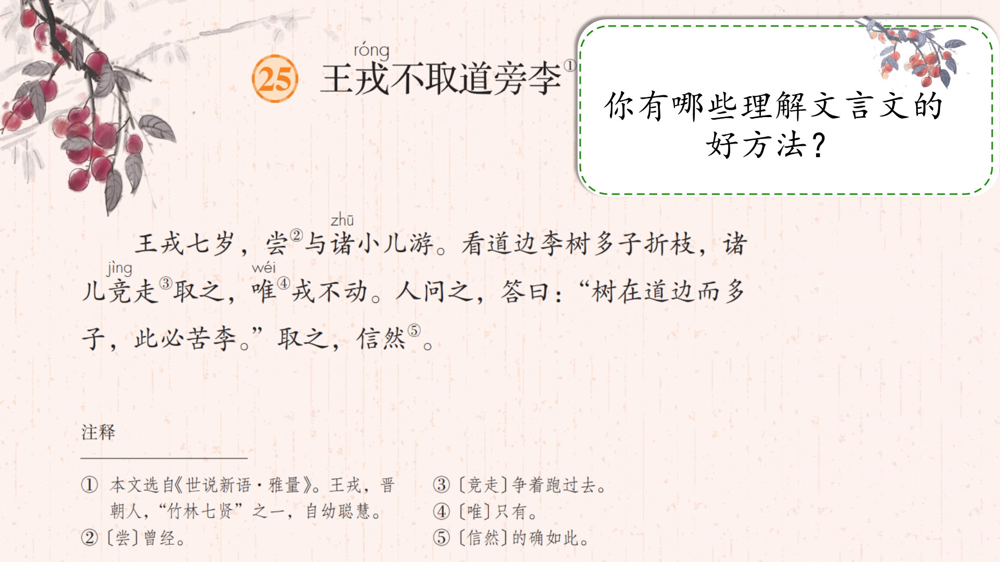 róng
25 王戎不取道旁李①
你有哪些理解文言文的
好方法？
zhū
王戎七岁，尝②与诸小儿游。看道边李树多子折枝，诸
jìng wéi
儿竞走③取之，唯④戎不动。人问之，答曰：“树在道边而多
子，此必苦李。”取之，信然⑤。
注释
① 本文选自《世说新语·雅量》。王戎，晋
朝人，“竹林七贤”之一，自幼聪慧。
② 〔尝〕曾经。
③ 〔竞走〕争着跑过去。
④ 〔唯〕只有。
⑤ 〔信然〕的确如此。